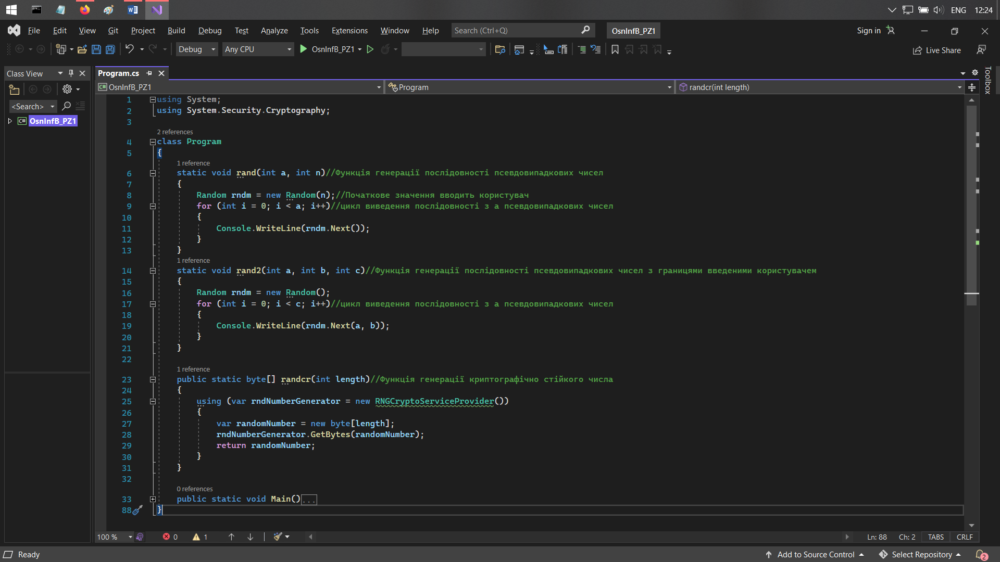 ENG 12:24
File Edit View Git Project Build Debug Test Analyze Tools Extensions Window Help Search (Ctrl+Q) OsnInfB_PZ1 Sign in
Debug Any CPU OsnInfB_PZ1 Live Share
Class View
Program.cs
Toolbox
OsnInfB_PZ1 Program randcr(int length)
<Search>
OsnInfB_PZ1
1 using System;
2 using System.Security.Cryptography;
3
2 references
4 class Program
5 {
1 reference
6 static void rand(int a, int n)//Функція генерації послідовності псевдовипадкових чисел
7 {
8 Random rndm = new Random(n);//Початкове значення вводить користувач
9 for (int i = 0; i < a; i++)//цикл виведення послідовності з а псевдовипадкових чисел
10 {
11 Console.WriteLine(rndm.Next());
12 }
13 }
1 reference
14 static void rand2(int a, int b, int c)//Функція генерації послідовності псевдовипадкових чисел з границями введеними користувачем
15 {
16 Random rndm = new Random();
17 for (int i = 0; i < c; i++)//цикл виведення послідовності з а псевдовипадкових чисел
18 {
19 Console.WriteLine(rndm.Next(a, b));
20 }
21 }
22
1 reference
23 public static byte[] randcr(int length)//Функція генерації криптографічно стійкого числа
24 {
25 using (var rndNumberGenerator = new RNGCryptoServiceProvider())
26 {
27 var randomNumber = new byte[length];
28 rndNumberGenerator.GetBytes(randomNumber);
29 return randomNumber;
30 }
31 }
32
0 references
33 public static void Main()...
88 }
100 % 0 1 Ln: 88 Ch: 2 TABS CRLF
Ready Add to Source Control Select Repository 2